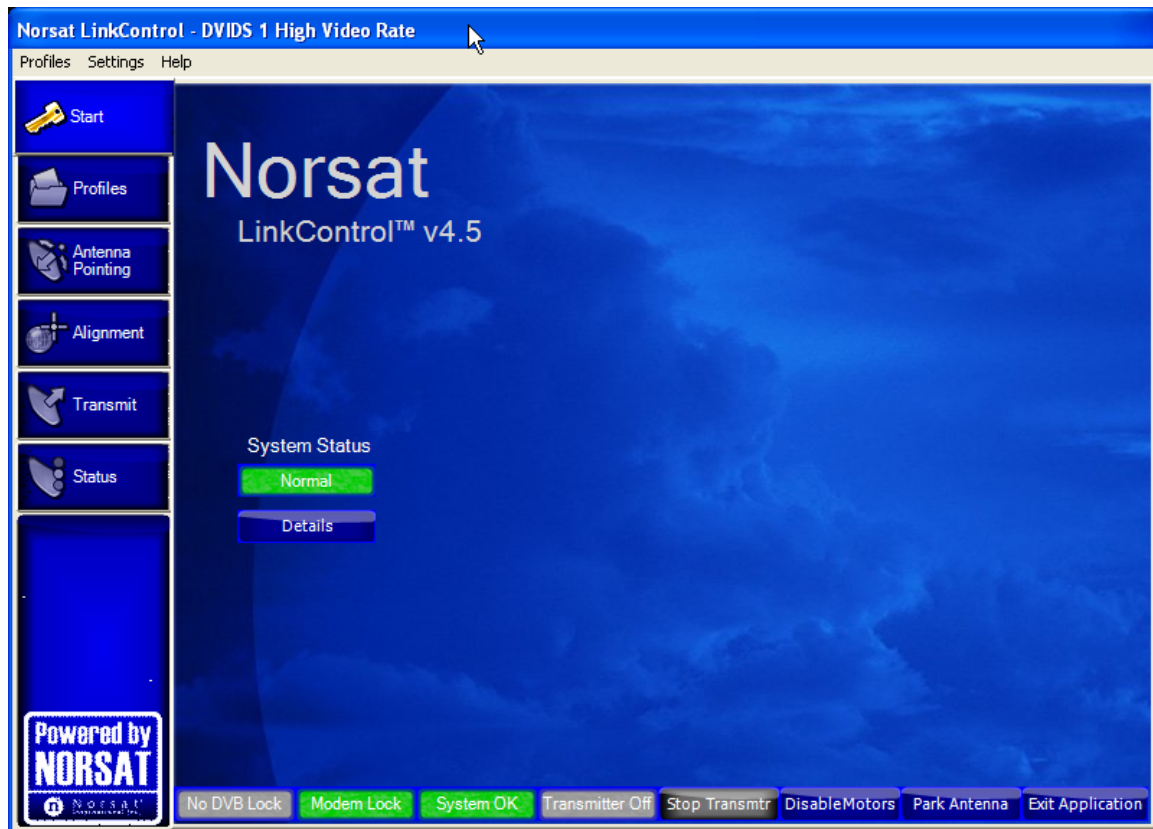 Norsat LinkControl - DVIDS 1 High Video Rate
Profiles Settings Help
Start
Profiles
Antenna
Pointing
Alignment
Transmit
Status
Norsat
LinkControl™ v4.5
System Status
Normal
Details
Powered by
NORSAT
n Norsat
No DVB Lock Modem Lock System OK Transmitter Off Stop Transmtr DisableMotors Park Antenna Exit Application